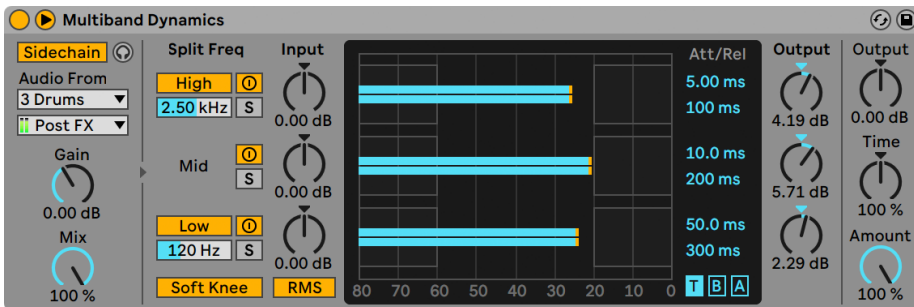 Multiband Dynamics
Sidechain
Audio From
3 Drums
Post FX
Gain
0.00 dB
Mix
100 %
Split Freq
High
2.50 kHz S
Mid
S
Low
120 Hz S
Soft Knee
Input
0.00 dB
0.00 dB
0.00 dB
RMS
80 70 60 50 40 30 20 10 0
Att/Rel
5.00 ms
100 ms
10.0 ms
200 ms
50.0 ms
300 ms
T B A
Output
4.19 dB
5.71 dB
2.29 dB
Output
0.00 dB
Time
100 %
Amount
100 %